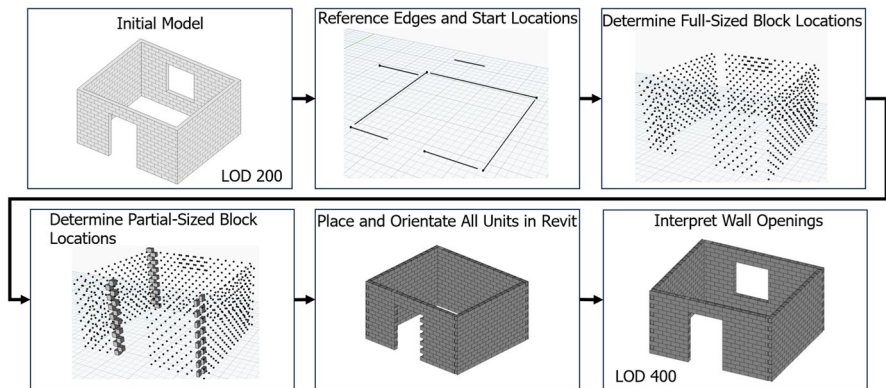 Initial Model
LOD 200
Reference Edges and Start Locations
Determine Full-Sized Block Locations
Determine Partial-Sized Block
Locations
Place and Orientate All Units in Revit
Interpret Wall Openings
LOD 400